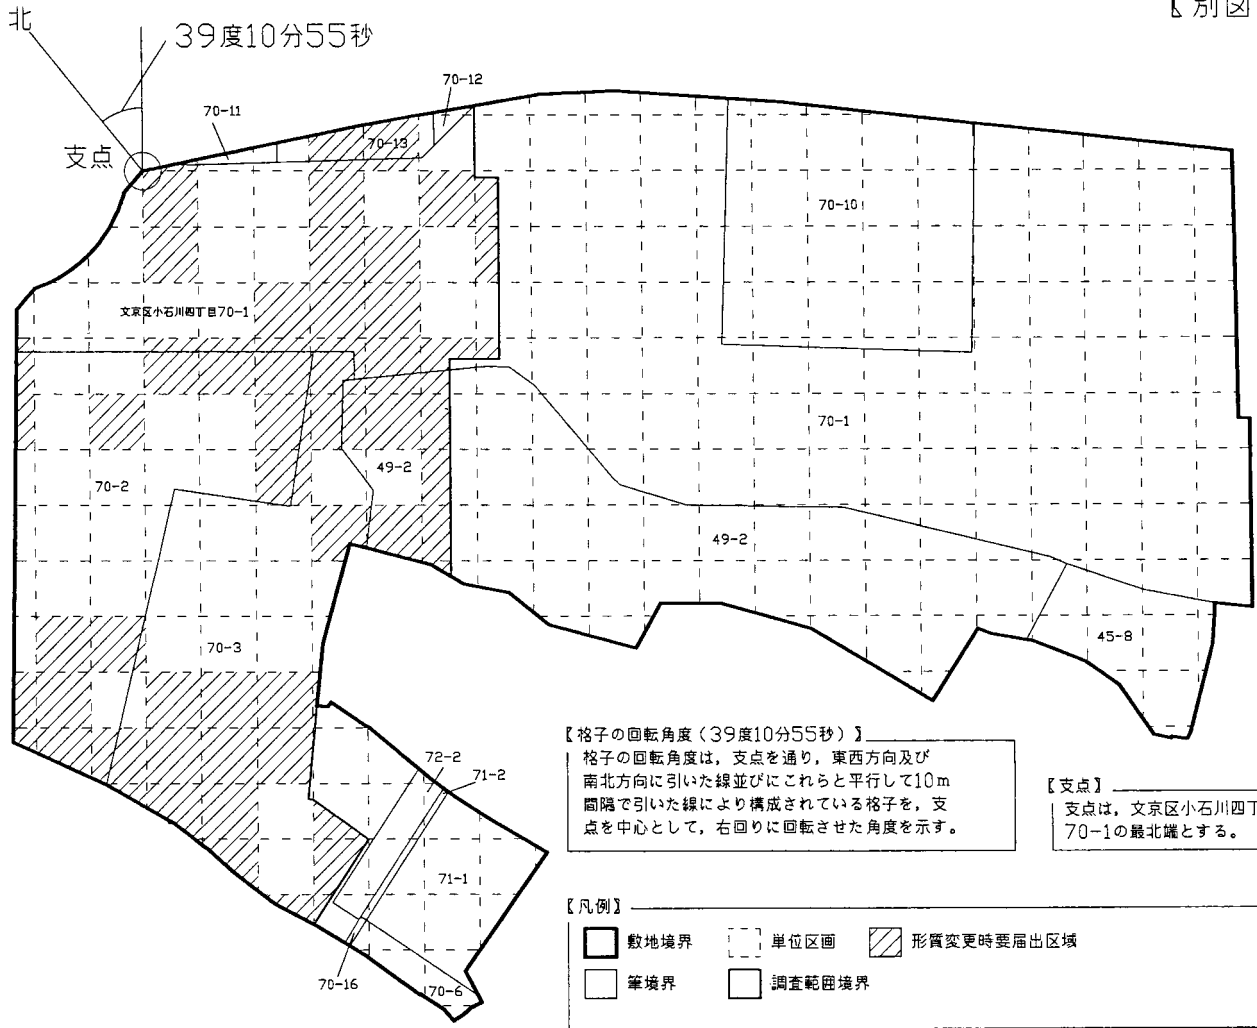 【別図
北
39度10分55秒
70-12
70-11
70-13
支点
70-10
文京区小石川四丁目70-1
70-1
49-2
70-2
49-2
70-3
45-8
【格子の回転角度（39度10分55秒）】
格子の回転角度は，支点を通り，東西方向及び
南北方向に引いた線並びにこれらと平行して10m
間隔で引いた線により構成されている格子を，支
点を中心として，右回りに回転させた角度を示す。
【支点】
支点は，文京区小石川四丁
70-1の最北端とする。
72-2
71-2
71-1
70-16
70-6
【凡例】
敷地境界
単位区画
形質変更時要届出区域
筆境界
調査範囲境界